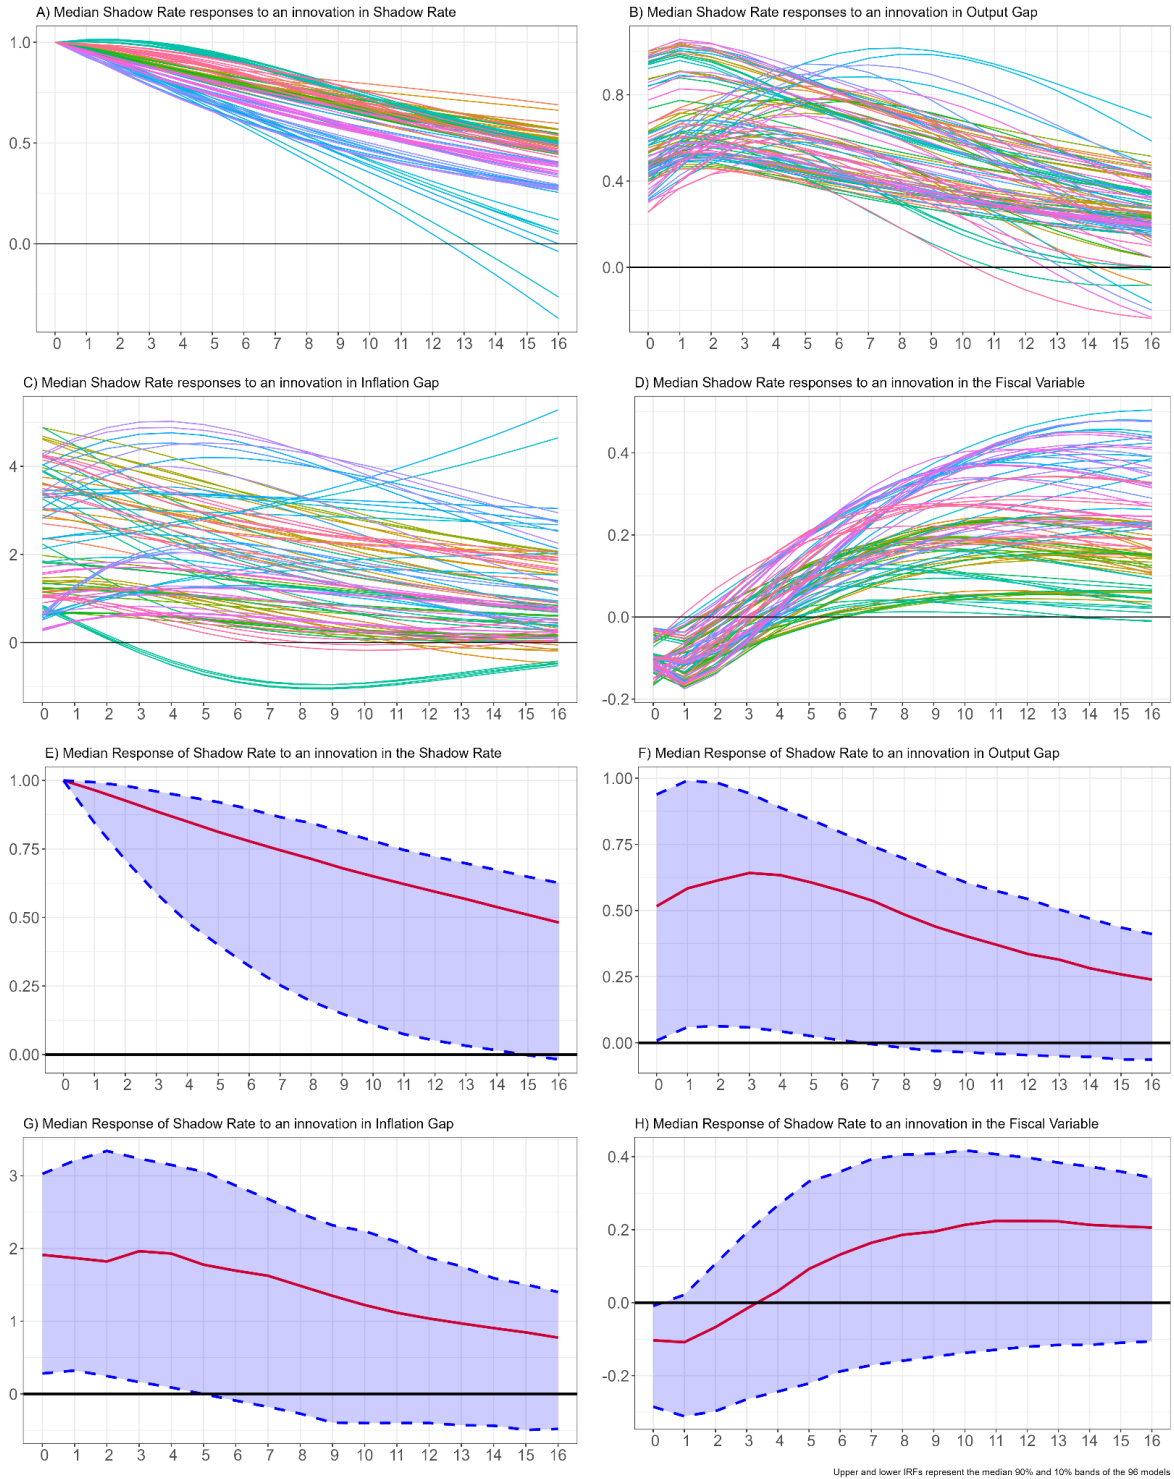 A) Median Shadow Rate responses to an innovation in Shadow Rate
1.0
0.5
0.0
0 1 2 3 4 5 6 7 8 9 10 11 12 13 14 15 16
B) Median Shadow Rate responses to an innovation in Output Gap
0.8
0.4
0.0
0 1 2 3 4 5 6 7 8 9 10 11 12 13 14 15 16
C) Median Shadow Rate responses to an innovation in Inflation Gap
4
2
0
0 1 2 3 4 5 6 7 8 9 10 11 12 13 14 15 16
D) Median Shadow Rate responses to an innovation in the Fiscal Variable
0.4
0.2
0.0
-0.2
0 1 2 3 4 5 6 7 8 9 10 11 12 13 14 15 16
E) Median Response of Shadow Rate to an innovation in the Shadow Rate
1.00
0.75
0.50
0.25
0.00
0 1 2 3 4 5 6 7 8 9 10 11 12 13 14 15 16
F) Median Response of Shadow Rate to an innovation in Output Gap
1.00
0.75
0.50
0.25
0.00
0 1 2 3 4 5 6 7 8 9 10 11 12 13 14 15 16
G) Median Response of Shadow Rate to an innovation in Inflation Gap
3
2
1
0
0 1 2 3 4 5 6 7 8 9 10 11 12 13 14 15 16
H) Median Response of Shadow Rate to an innovation in the Fiscal Variable
0.4
0.2
0.0
-0.2
0 1 2 3 4 5 6 7 8 9 10 11 12 13 14 15 16
Upper and lower IRFs represent the median 90% and 10% bands of the 96 models